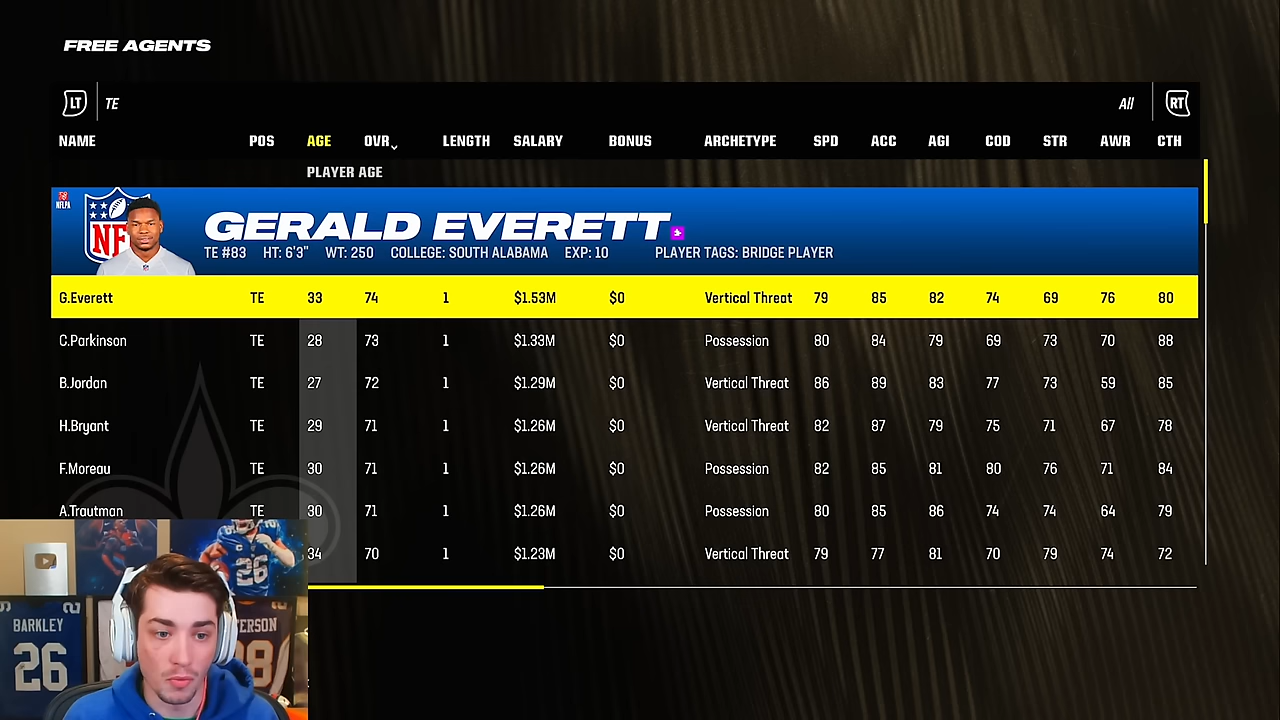 FREE AGENTS
LT TE All RT
NAME POS AGE OVR LENGTH SALARY BONUS ARCHETYPE SPD ACC AGI COD STR AWR CTH
PLAYER AGE
NFLPA
NF
GERALD EVERETT
TE #83 HT: 6'3" WT: 250 COLLEGE: SOUTH ALABAMA EXP: 10 PLAYER TAGS: BRIDGE PLAYER
G.Everett TE 33 74 1 $1.53M $0 Vertical Threat 79 85 82 74 69 76 80
C.Parkinson TE 28 73 1 $1.33M $0 Possession 80 84 79 69 73 70 88
B.Jordan TE 27 72 1 $1.29M $0 Vertical Threat 86 89 83 77 73 59 85
H.Bryant TE 29 71 1 $1.26M $0 Vertical Threat 82 87 79 75 71 67 78
F.Moreau TE 30 71 1 $1.26M $0 Possession 82 85 81 80 76 71 84
A.Trautman TE 30 71 1 $1.26M $0 Possession 80 85 86 74 74 64 79
34 70 1 $1.23M $0 Vertical Threat 79 77 81 70 79 74 72
26
BARKLEY
26
ERSON
8